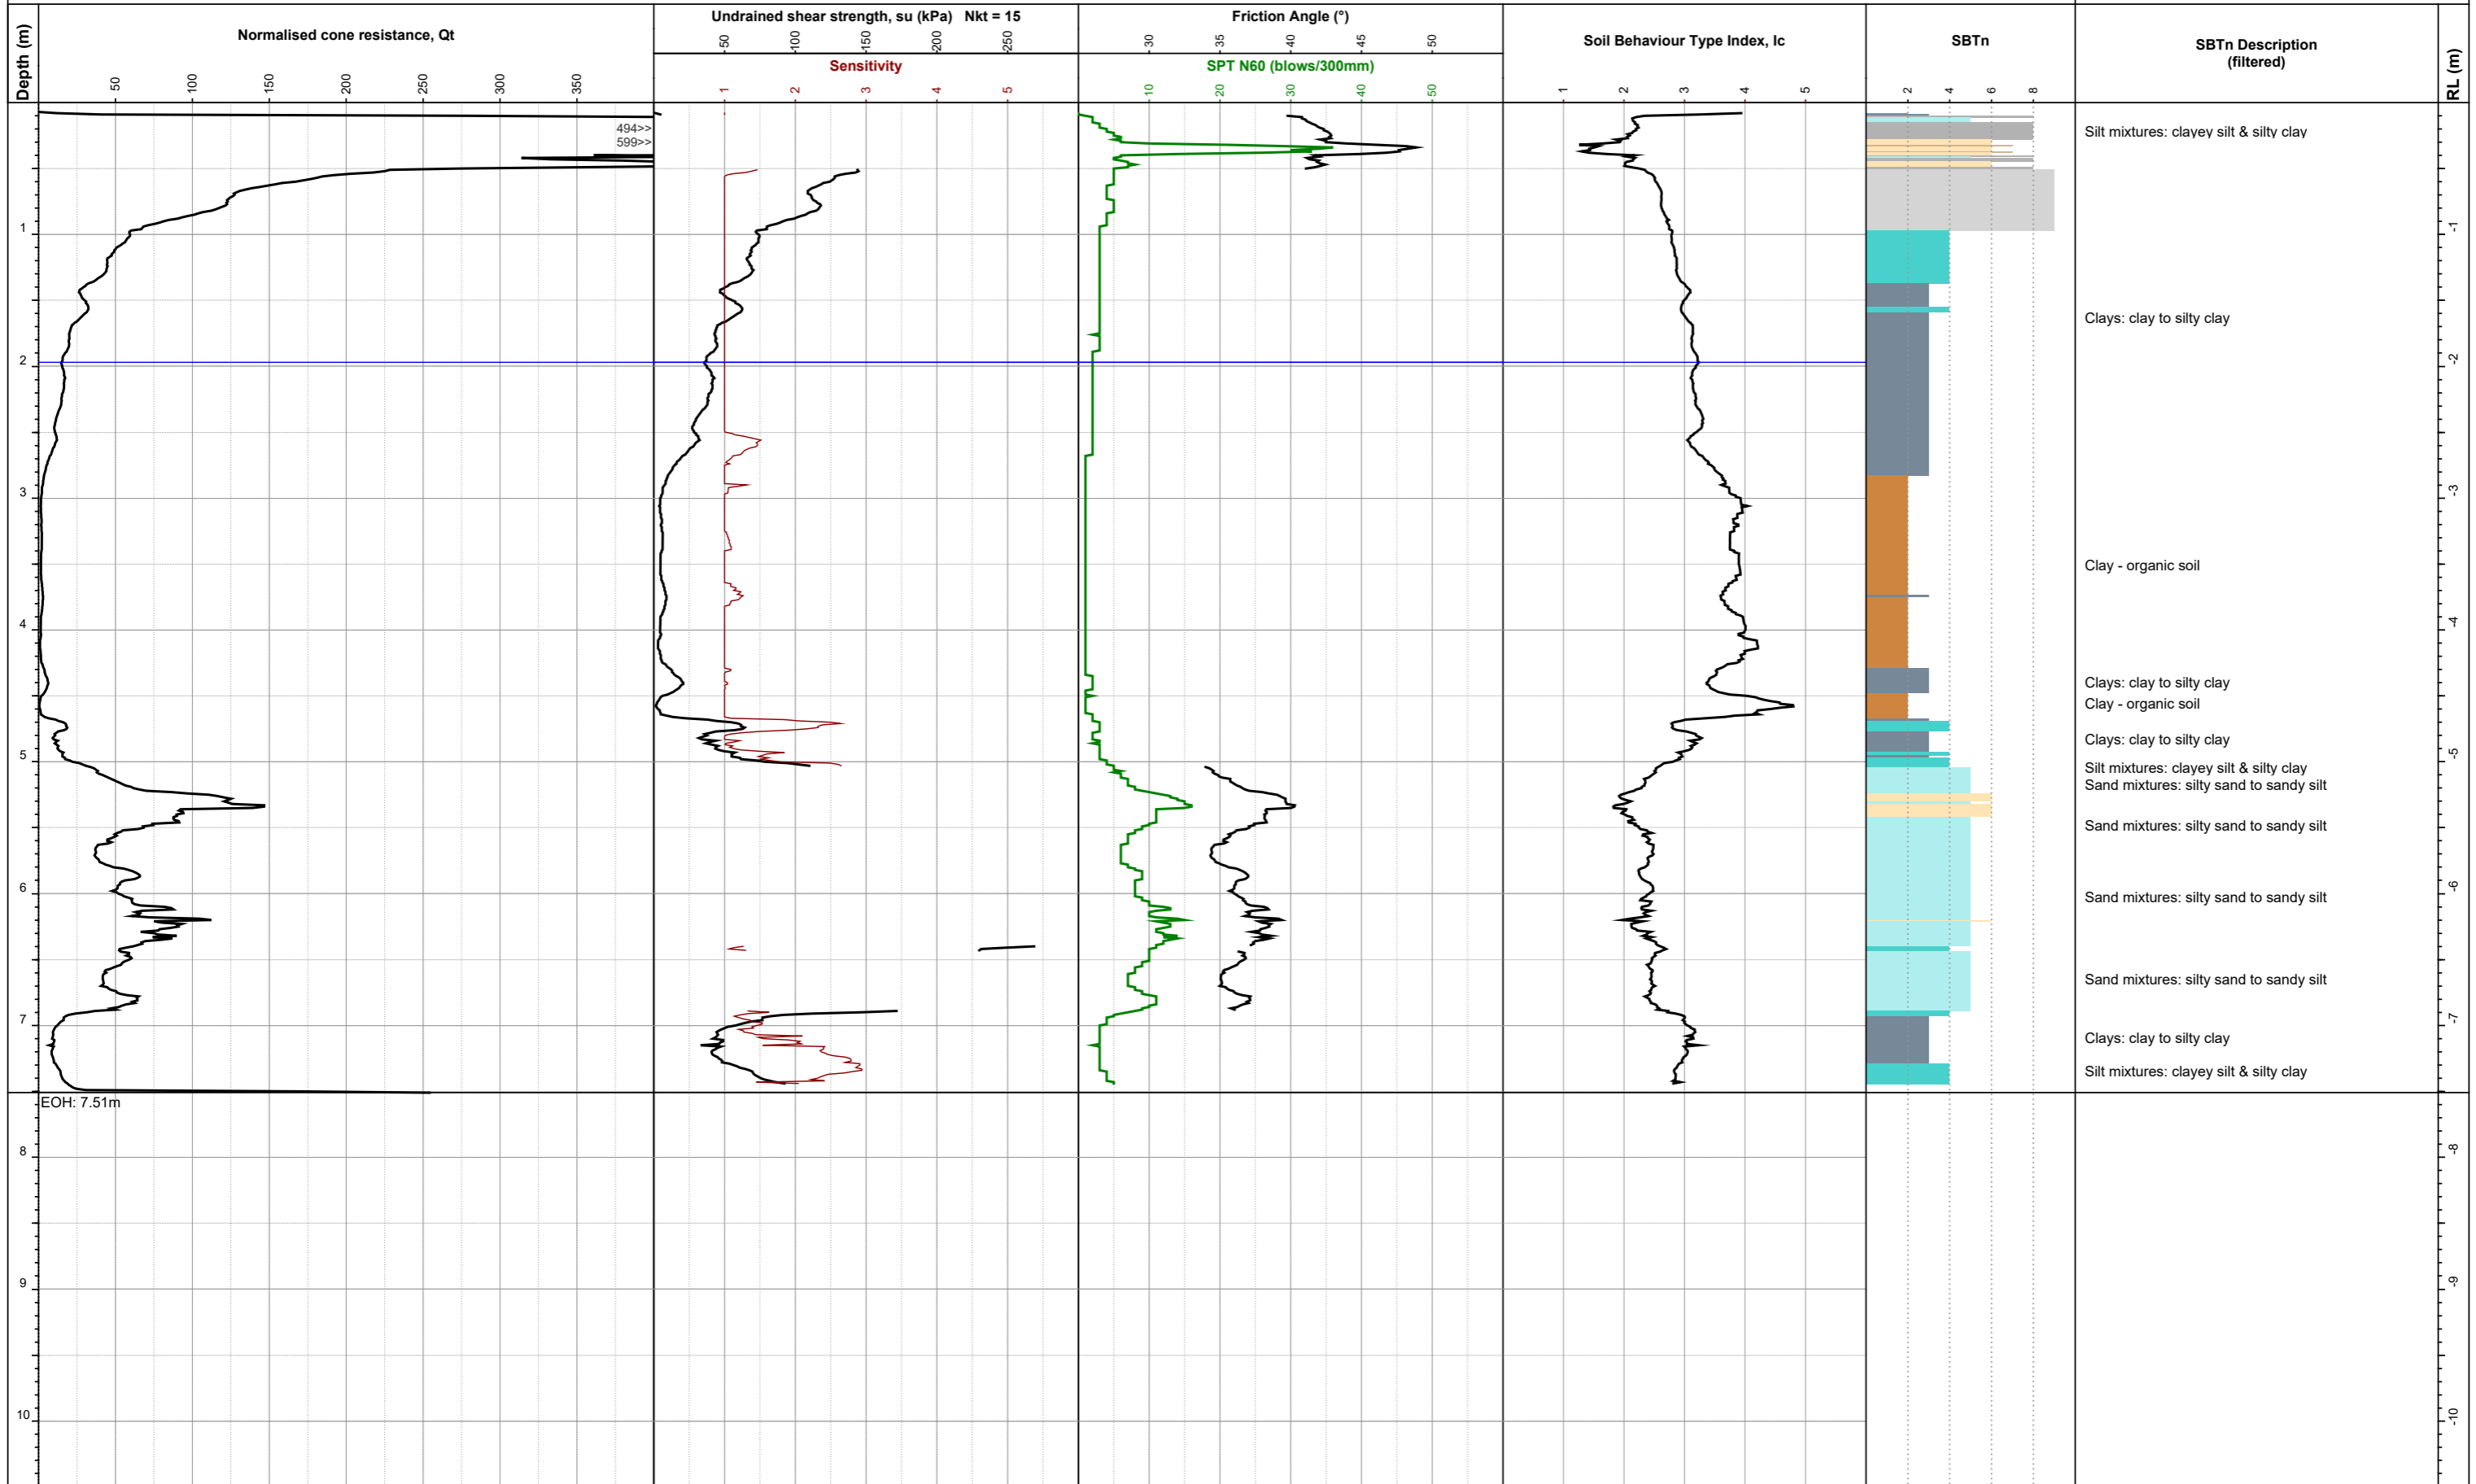 Depth (m)
Normalised cone resistance, Qt
50
100
150
200
250
300
350
Undrained shear strength, su (kPa) Nkt = 15
50
100
150
200
250
Sensitivity
1
2
3
4
5
Friction Angle (°)
30
35
40
45
50
SPT N60 (blows/300mm)
10
20
30
40
50
Soil Behaviour Type Index, Ic
1
2
3
4
5
SBTn
2
4
6
8
SBTn Description
(filtered)
RL (m)
494>>
599>>
Silt mixtures: clayey silt & silty clay
1
-1
Clays: clay to silty clay
2
-2
3
-3
Clay - organic soil
4
-4
Clays: clay to silty clay
Clay - organic soil
Clays: clay to silty clay
5
-5
Silt mixtures: clayey silt & silty clay
Sand mixtures: silty sand to sandy silt
Sand mixtures: silty sand to sandy silt
6
-6
Sand mixtures: silty sand to sandy silt
Sand mixtures: silty sand to sandy silt
7
-7
Clays: clay to silty clay
Silt mixtures: clayey silt & silty clay
EOH: 7.51m
8
-8
9
-9
10
-10